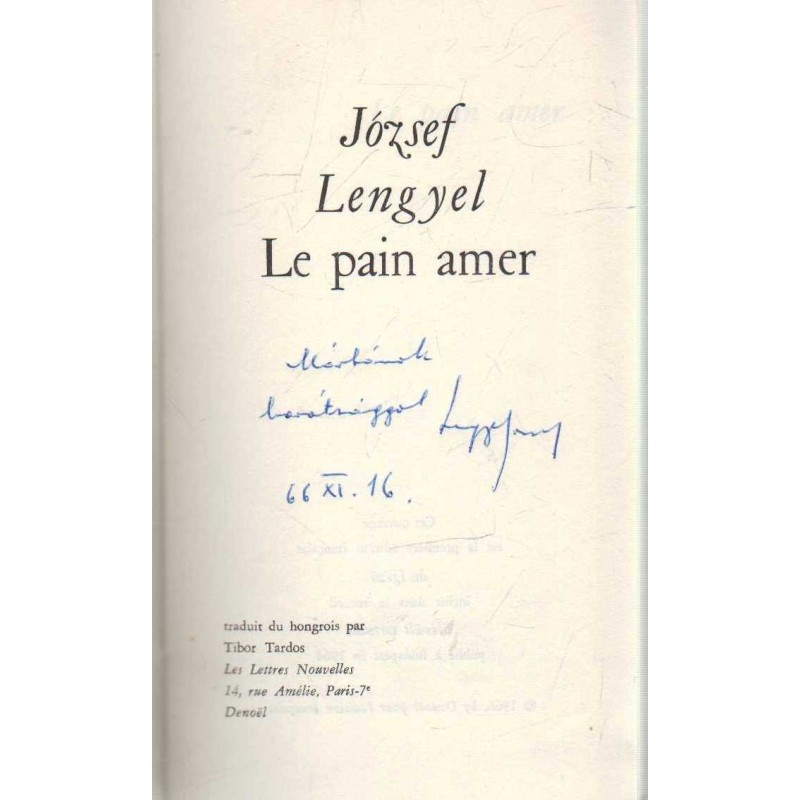 József
Lengyel
Le pain amer
Mártának
barátsággal
66 XI. 16.
traduit du hongrois par
Tibor Tardos
Les Lettres Nouvelles
14, rue Amélie, Paris-7e
Denoël